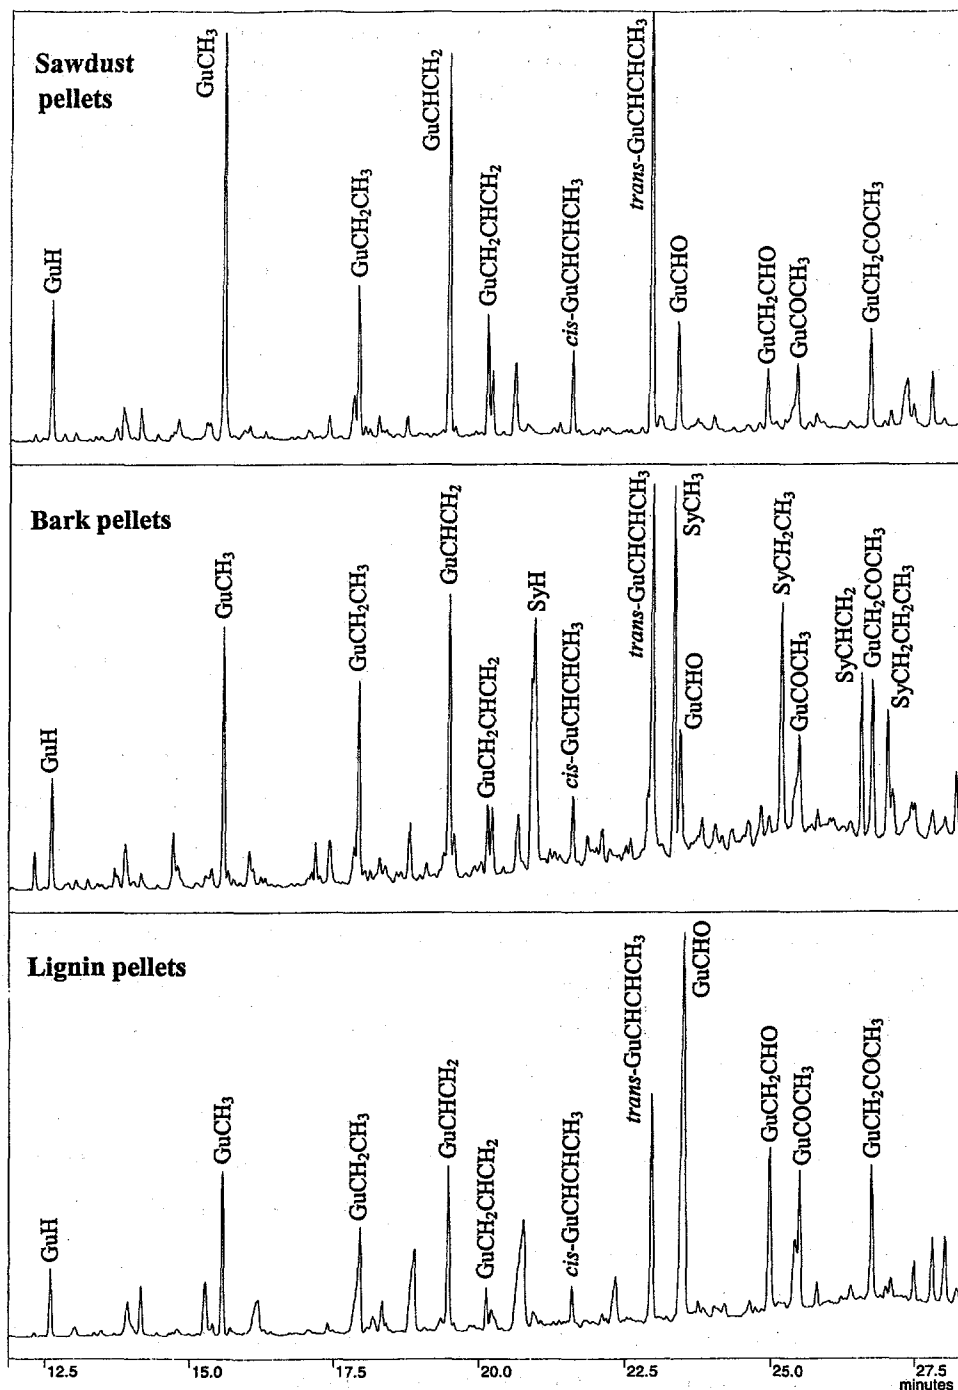 Sawdust
pellets
GuH
GuCH₃
GuCH₂CH₃
GuCHCH₂
GuCH₂CHCH₂
cis-GuCHCHCH₃
trans-GuCHCHCH₃
GuCHO
GuCH₂CHO
GuCOCH₃
GuCH₂COCH₃
Bark pellets
GuH
GuCH₃
GuCH₂CH₃
GuCHCH₂
GuCH₂CHCH₂
SyH
cis-GuCHCHCH₃
trans-GuCHCHCH₃
SyCH₃
GuCHO
SyCH₂CH₃
GuCOCH₃
SyCHCH₂
GuCH₂COCH₃
SyCH₂CH₂CH₃
Lignin pellets
GuH
GuCH₃
GuCH₂CH₃
GuCHCH₂
GuCH₂CHCH₂
cis-GuCHCHCH₃
trans-GuCHCHCH₃
GuCHO
GuCH₂CHO
GuCOCH₃
GuCH₂COCH₃
12.5 15.0 17.5 20.0 22.5 25.0 27.5
minutes